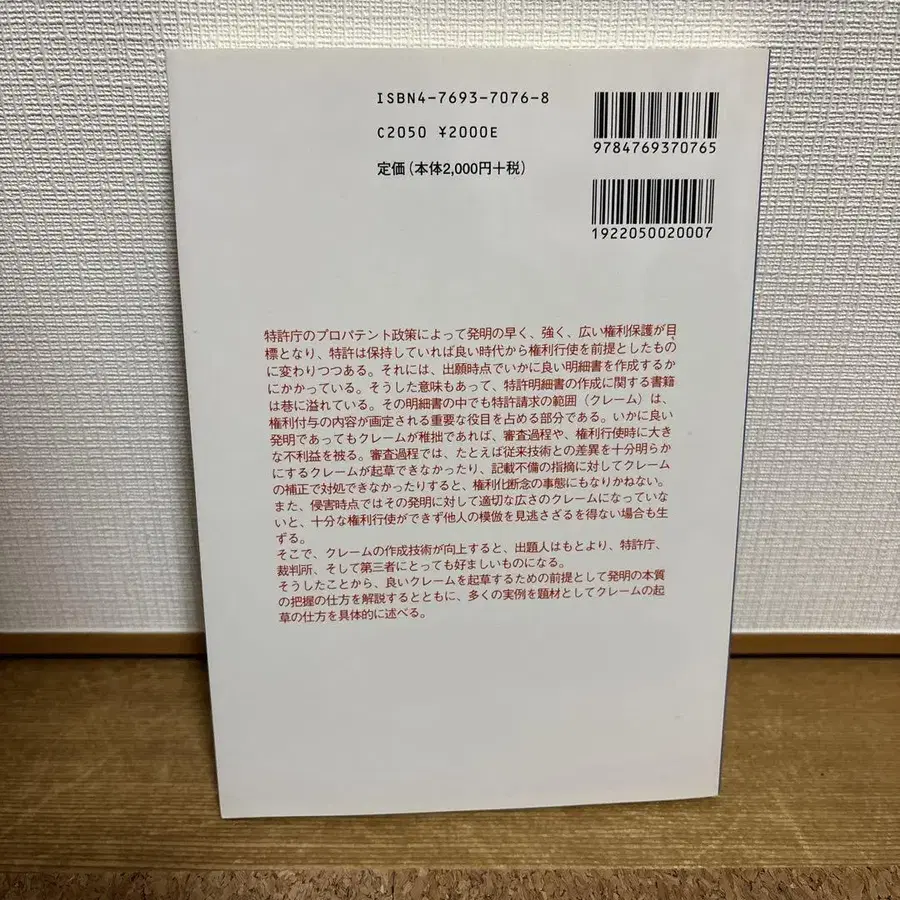 ISBN4-7693-7076-8
C2050 ¥2000E
定価(本体2,000円+税)
9784769370765
1922050020007
特許庁のプロパテント政策によって発明の早く、強く、広い権利保護が目
標となり、特許は保持していれば良い時代から権利行使を前提としたもの
に変わりつつある。それには、出願時点でいかに良い明細書を作成するか
にかかっている。そうした意味もあって、特許明細書の作成に関する書籍
は巷に溢れている。その明細書の中でも特許請求の範囲(クレーム)は、
権利付与の内容が画定される重要な役目を占める部分である。いかに良い
発明であってもクレームが稚拙であれば、審査過程や、権利行使時に大き
な不利益を被る。審査過程では、たとえば従来技術との差異を十分明らか
にするクレームが起草できなかったり、記載不備の指摘に対してクレーム
の補正で対処できなかったりすると、権利化断念の事態にもなりかねない。
また、侵害時点ではその発明に対して適切な広さのクレームになっていな
いと、十分な権利行使ができず他人の模倣を見逃さざるを得ない場合も生
ずる。
そこで、クレームの作成技術が向上すると、出題人はもとより、特許庁、
裁判所、そして第三者にとっても好ましいものになる。
そうしたことから、良いクレームを起草するための前提として発明の本質
の把握の仕方を解説するとともに、多くの実例を題材としてクレームの起
草の仕方を具体的に述べる。